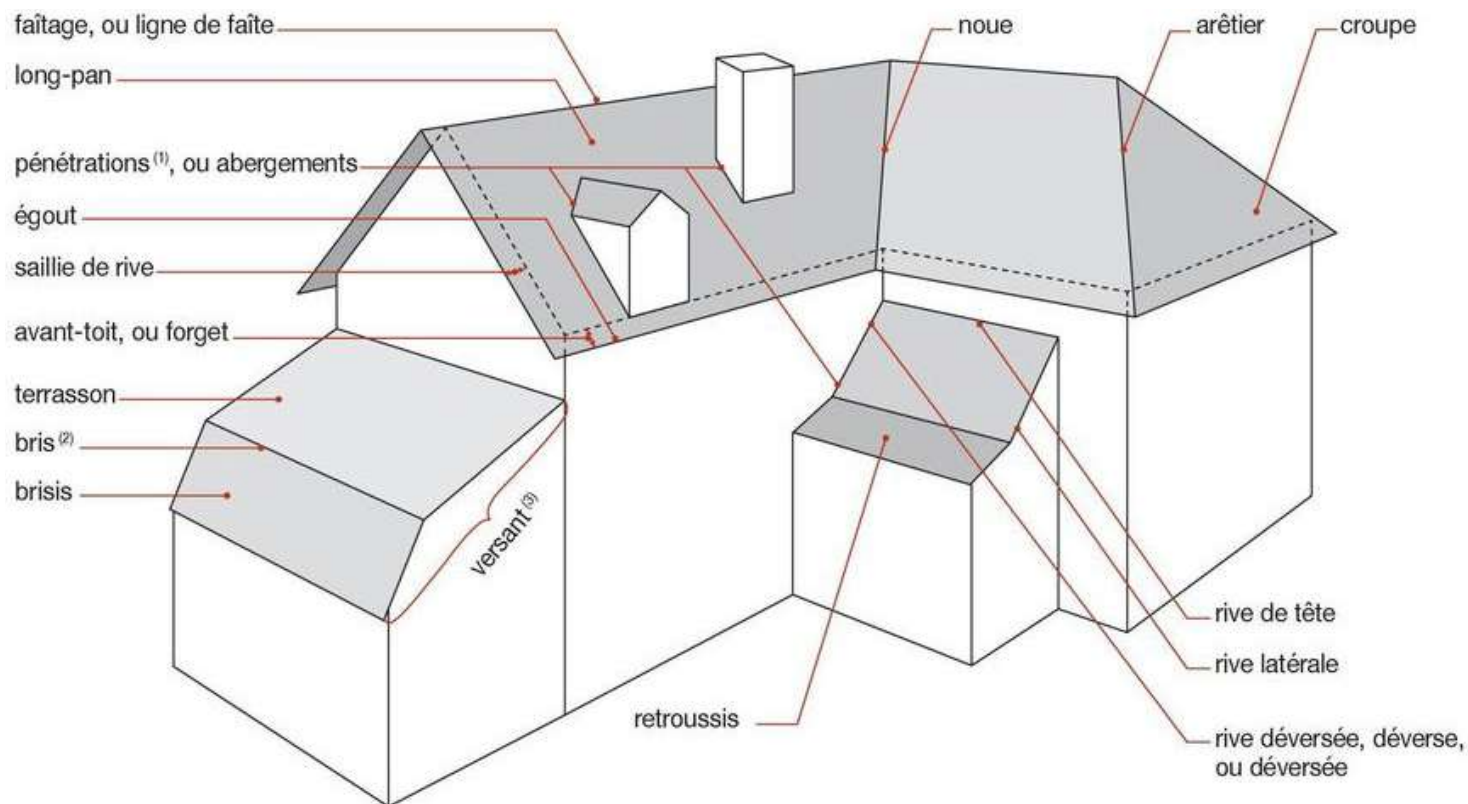 faîtage, ou ligne de faîte
long-pan
pénétrations (1), ou abergements
égout
saillie de rive
avant-toit, ou forget
terrasson
bris (2)
brisis
versant (3)
noue
arêtier
croupe
retroussis
rive de tête
rive latérale
rive déversée, déverse,
ou déversée